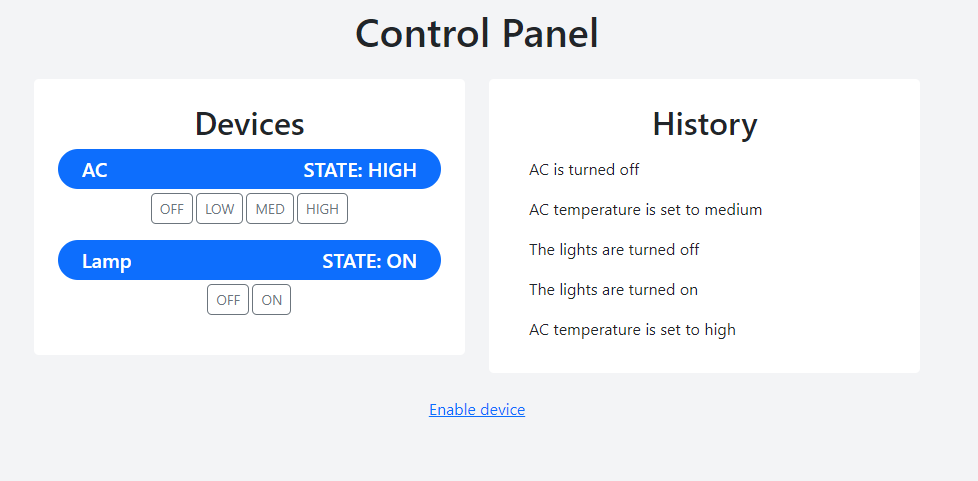 Control Panel
Devices
AC STATE: HIGH
OFF LOW MED HIGH
Lamp STATE: ON
OFF ON
History
AC is turned off
AC temperature is set to medium
The lights are turned off
The lights are turned on
AC temperature is set to high
Enable device